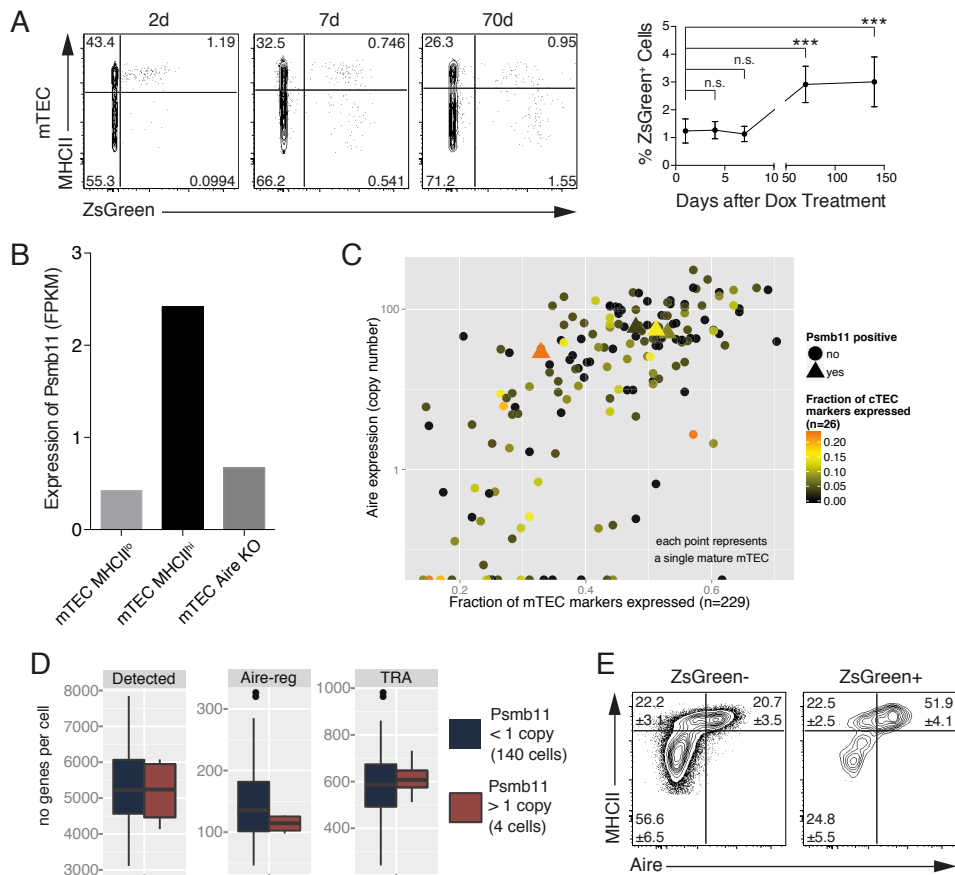 A
2d
7d
70d
43.4
1.19
55.3
0.0994
32.5
0.746
66.2
0.541
26.3
0.95
71.2
1.55
mTEC
MHCII
ZsGreen
% ZsGreen⁺ Cells
5
4
3
2
1
0
n.s.
n.s.
***
***
0
5
10
50
100
150
Days after Dox Treatment
B
Expression of Psmb11 (FPKM)
3
2
1
0
mTEC MHCIIˡᵒ
mTEC MHCIIʰⁱ
mTEC Aire KO
C
Aire expression (copy number)
100
1
0.2
0.4
0.6
Fraction of mTEC markers expressed (n=229)
each point represents
a single mature mTEC
Psmb11 positive
no
yes
Fraction of cTEC
markers expressed
(n=26)
0.20
0.15
0.10
0.05
0.00
D
no genes per cell
Detected
8000
7000
6000
5000
4000
3000
Aire-reg
300
200
100
TRA
1000
800
600
400
Psmb11
< 1 copy
(140 cells)
Psmb11
> 1 copy
(4 cells)
E
ZsGreen-
ZsGreen+
22.2
±3.1
20.7
±3.5
56.6
±6.5
22.5
±2.5
51.9
±4.1
24.8
±5.5
MHCII
Aire